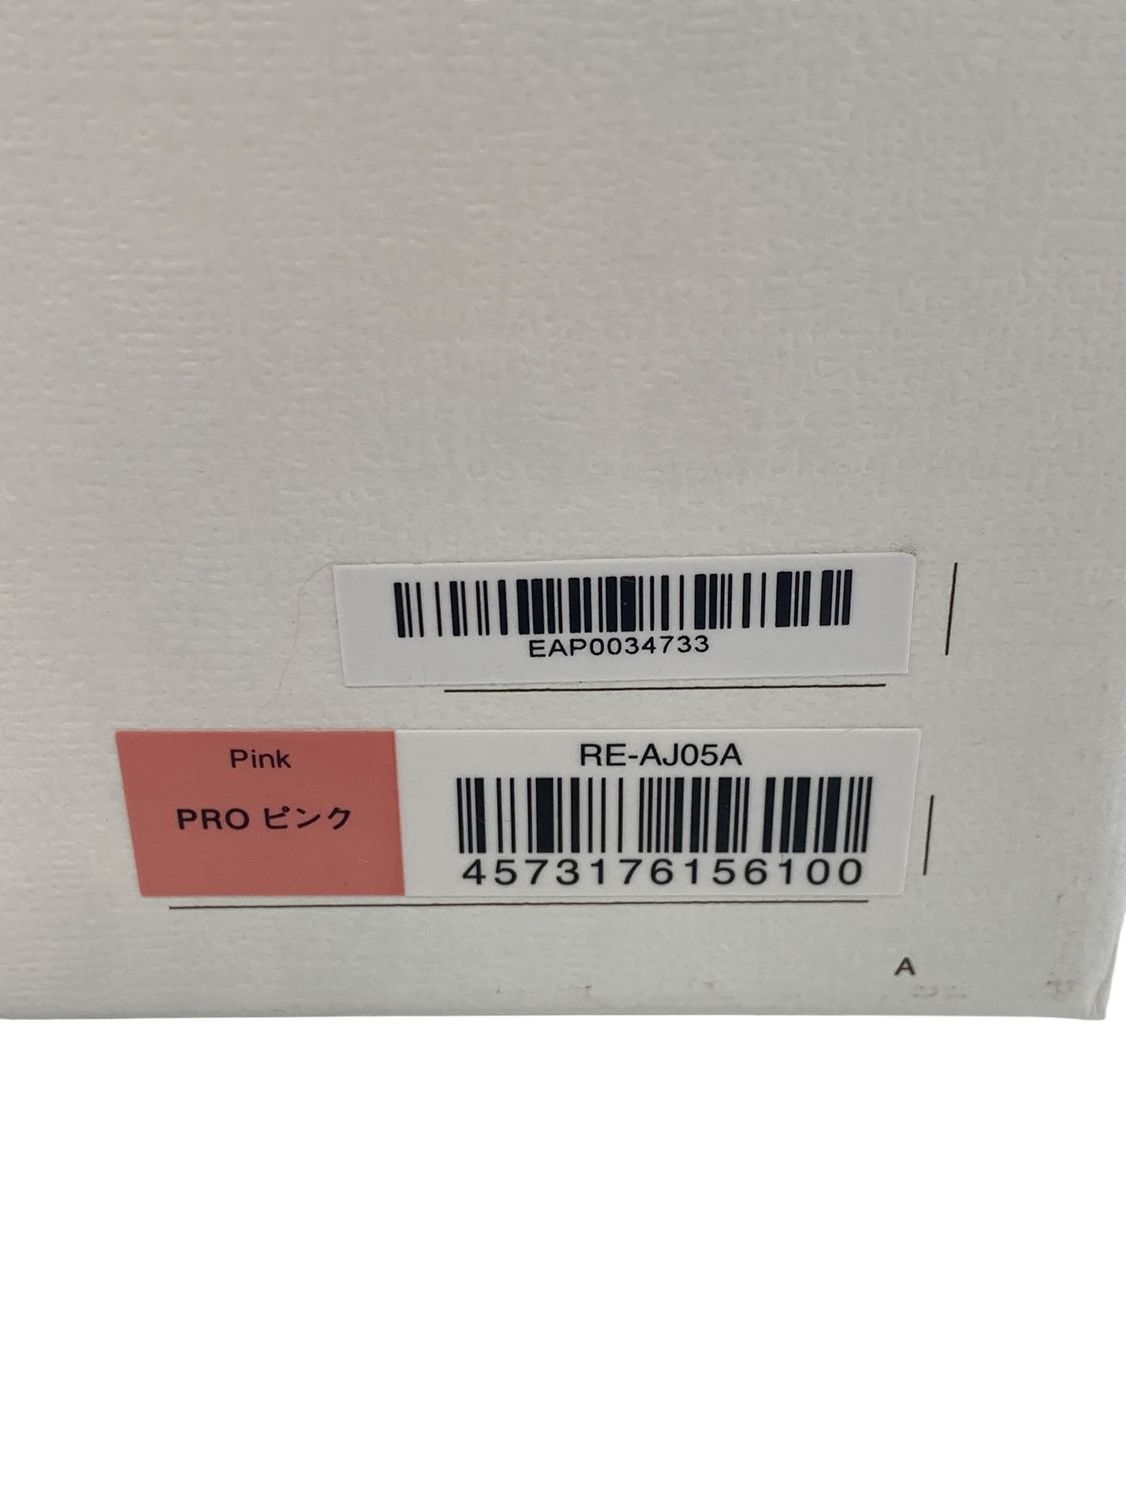 EAP0034733
Pink
PRO ピンク
RE-AJ05A
4573176156100
A